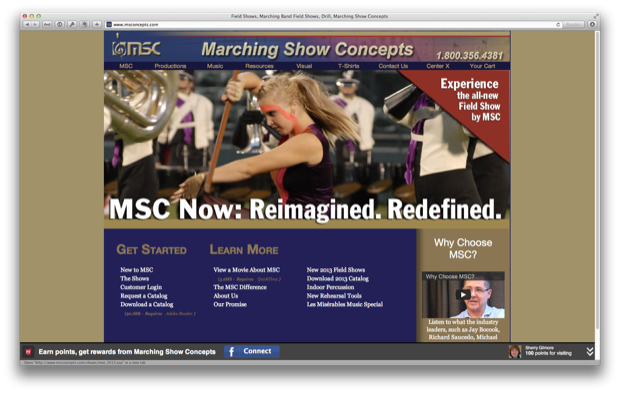 Field Shows, Marching Band Field Shows, Drill, Marching Show Concepts
www.msconcepts.com
MSC
Marching Show Concepts
1.800.356.4381
MSC Productions Music Resources Visual T-Shirts Contact Us Center X Your Cart
Experience
the all-new
Field Show
by MSC
MSC Now: Reimagined. Redefined.
Get Started
New to MSC
The Shows
Customer Login
Request a Catalog
Download a Catalog
Learn More
View a Movie About MSC
The MSC Difference
About Us
Our Promise
New 2013 Field Shows
Download 2013 Catalog
Indoor Percussion
New Rehearsal Tools
Les Misérables Music Special
Why Choose
MSC?
Why Choose MSC?
Listen to what the industry
leaders, such as Jay Bocook,
Richard Saucedo, Michael
Earn points, get rewards from Marching Show Concepts
f Connect
Sherry Gilmore
100 points for visiting